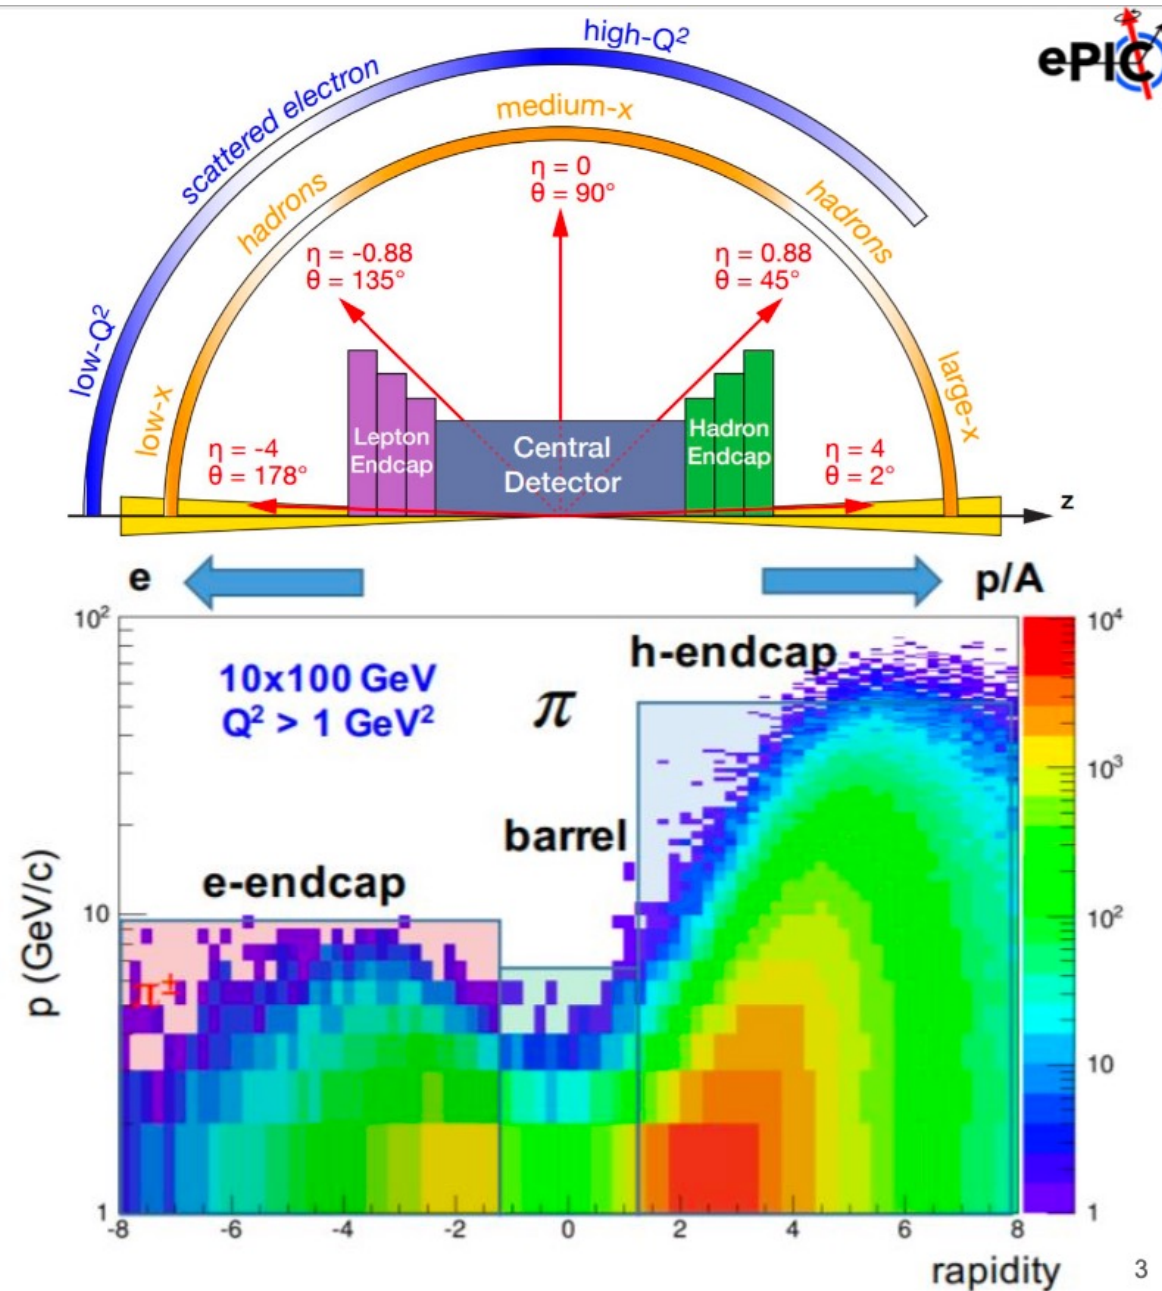 high-Q²
ePIC
scattered electron
medium-x
η = 0
θ = 90°
hadrons
hadrons
η = -0.88
θ = 135°
η = 0.88
θ = 45°
low-Q²
low-x
large-x
η = -4
θ = 178°
Lepton
Endcap
Central
Detector
Hadron
Endcap
η = 4
θ = 2°
z
e
p/A
10²
10⁴
10x100 GeV
Q² > 1 GeV²
π
h-endcap
10³
barrel
e-endcap
10
10²
π±
p (GeV/c)
10
1
1
-8 -6 -4 -2 0 2 4 6 8
rapidity
3